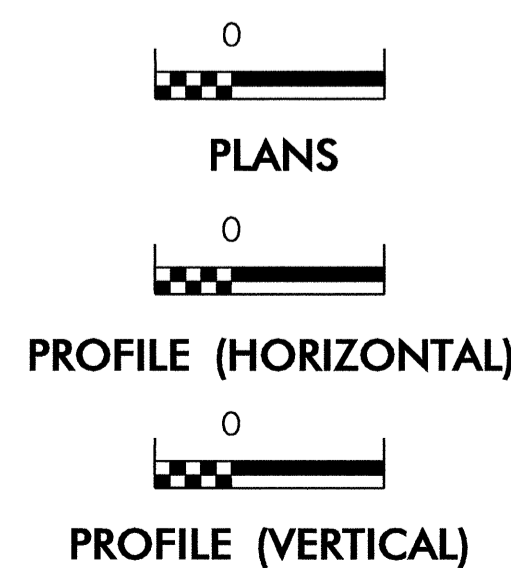 0
PLANS
0
PROFILE (HORIZONTAL)
0
PROFILE (VERTICAL)